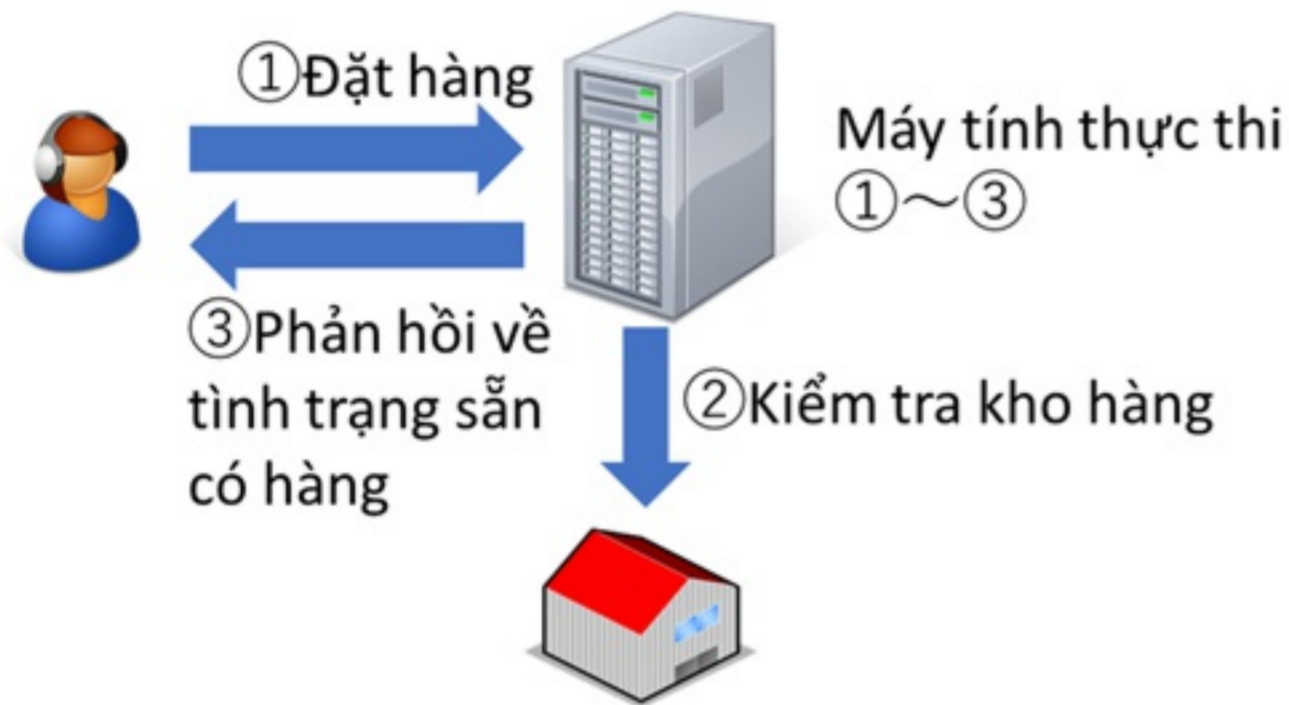 ①Đặt hàng
Máy tính thực thi
①～③
③Phản hồi về
tình trạng sẵn
có hàng
②Kiểm tra kho hàng